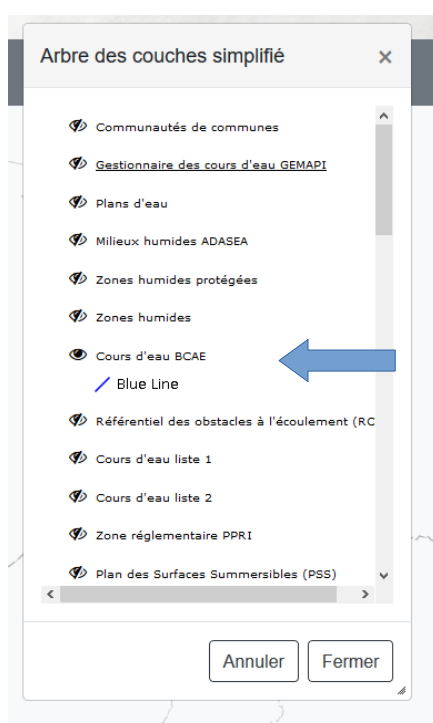 Arbre des couches simplifié ×
Communautés de communes
Gestionnaire des cours d'eau GEMAPI
Plans d'eau
Milieux humides ADASEA
Zones humides protégées
Zones humides
Cours d'eau BCAE
Blue Line
Référentiel des obstacles à l'écoulement (RO
Cours d'eau liste 1
Cours d'eau liste 2
Zone réglementaire PPRI
Plan des Surfaces Summersibles (PSS)
Annuler Fermer